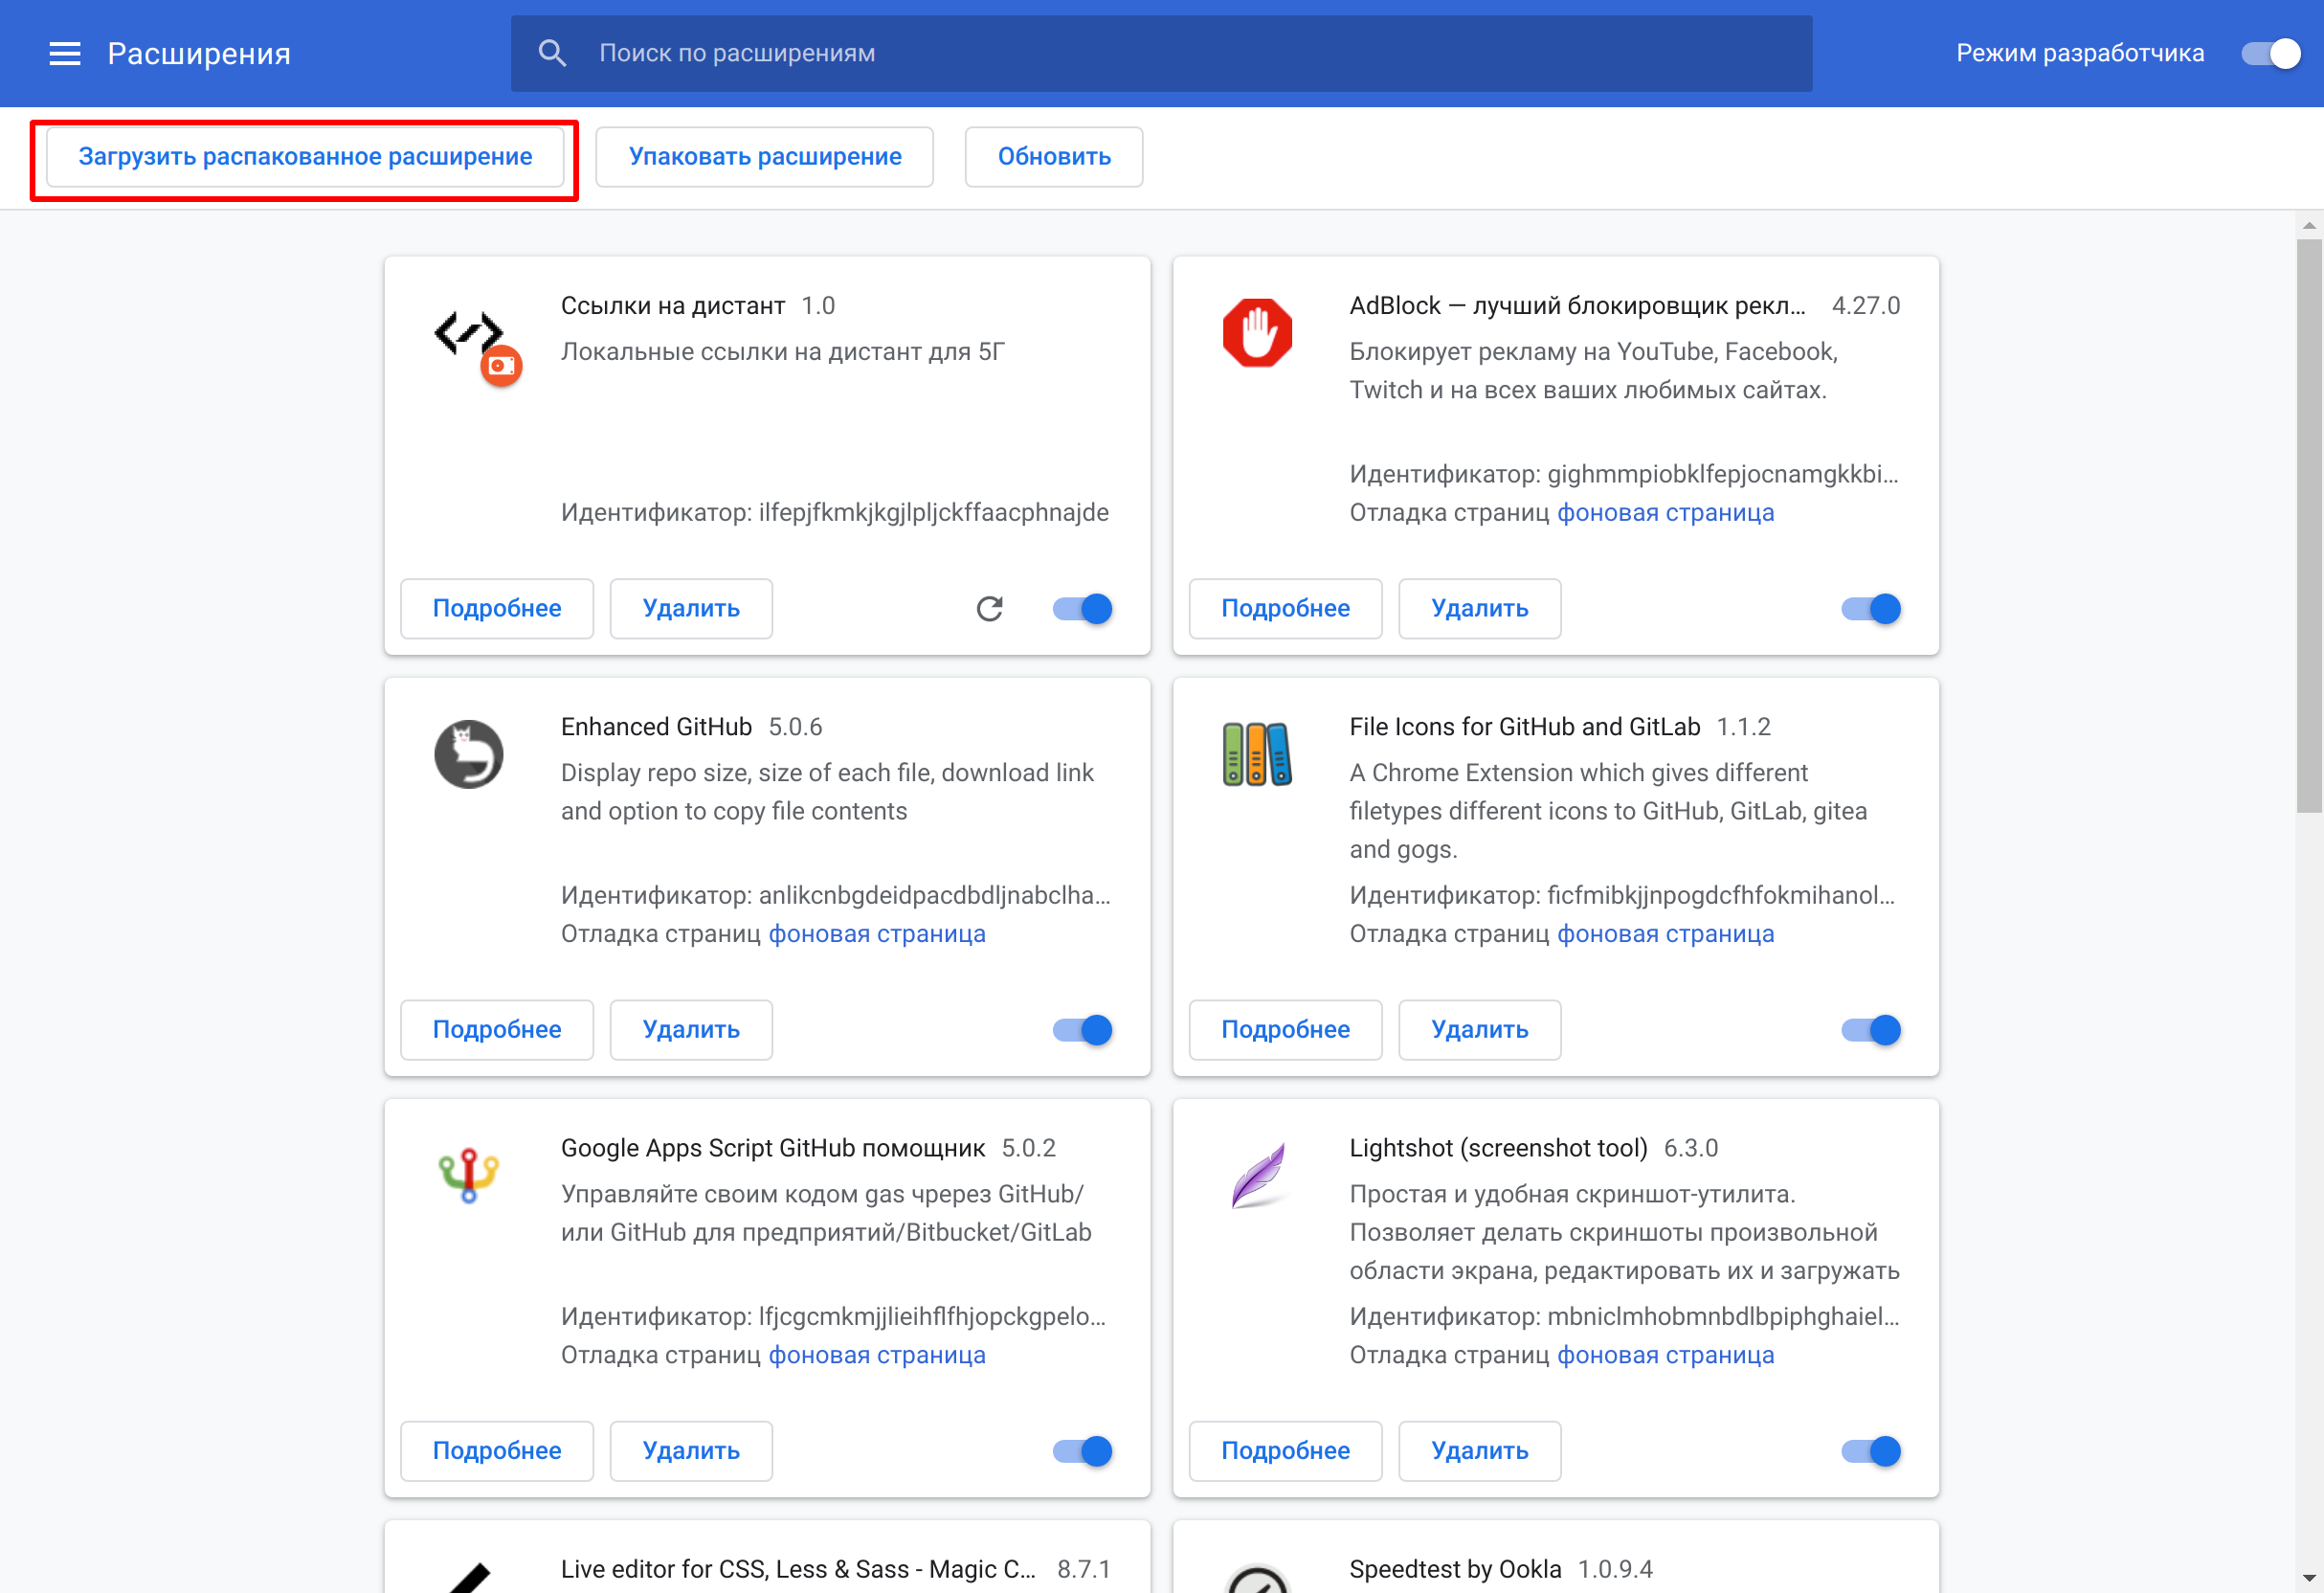 Расширения
Поиск по расширениям
Режим разработчика
Загрузить распакованное расширение
Упаковать расширение
Обновить
Ссылки на дистант 1.0
Локальные ссылки на дистант для 5Г
Идентификатор: ilfepjfkmkjkgjlpljckffaacphnajde
Подробнее
Удалить
AdBlock — лучший блокировщик рекл... 4.27.0
Блокирует рекламу на YouTube, Facebook,
Twitch и на всех ваших любимых сайтах.
Идентификатор: gighmmpiobklfepjocnamgkkbi...
Отладка страниц фоновая страница
Подробнее
Удалить
Enhanced GitHub 5.0.6
Display repo size, size of each file, download link
and option to copy file contents
Идентификатор: anlikcnbgdeidpacdbdljnabclha...
Отладка страниц фоновая страница
Подробнее
Удалить
File Icons for GitHub and GitLab 1.1.2
A Chrome Extension which gives different
filetypes different icons to GitHub, GitLab, gitea
and gogs.
Идентификатор: ficfmibkjjnpogdcfhfokmihanol...
Отладка страниц фоновая страница
Подробнее
Удалить
Google Apps Script GitHub помощник 5.0.2
Управляйте своим кодом gas чререз GitHub/
или GitHub для предприятий/Bitbucket/GitLab
Идентификатор: lfjcgcmkmjjlieihflfhjopckgpelo...
Отладка страниц фоновая страница
Подробнее
Удалить
Lightshot (screenshot tool) 6.3.0
Простая и удобная скриншот-утилита.
Позволяет делать скриншоты произвольной
области экрана, редактировать их и загружать
Идентификатор: mbniclmhobmnbdlbpiphghaiel...
Отладка страниц фоновая страница
Подробнее
Удалить
Live editor for CSS, Less & Sass - Magic C... 8.7.1
Speedtest by Ookla 1.0.9.4